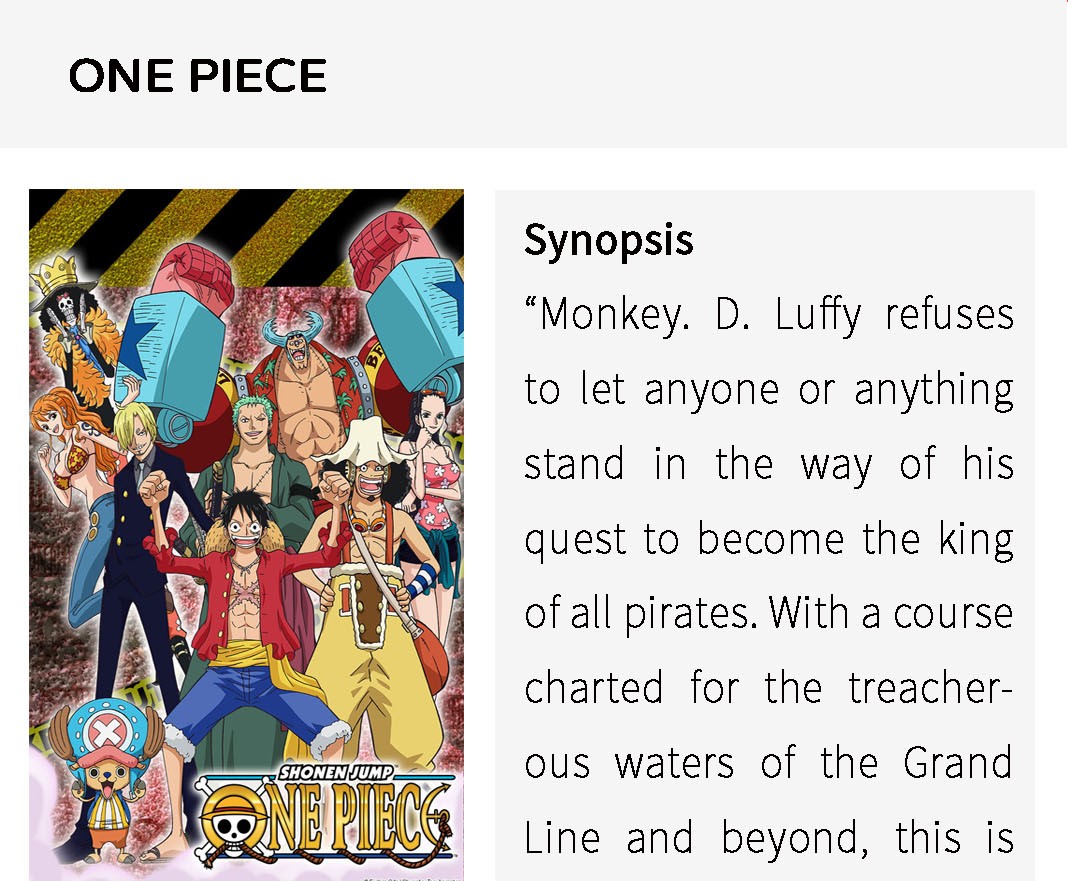 ONE PIECE
Synopsis
“Monkey. D. Luffy refuses
to let anyone or anything
stand in the way of his
quest to become the king
of all pirates. With a course
charted for the treacher-
ous waters of the Grand
Line and beyond, this is
SHONEN JUMP
ONE PIECE